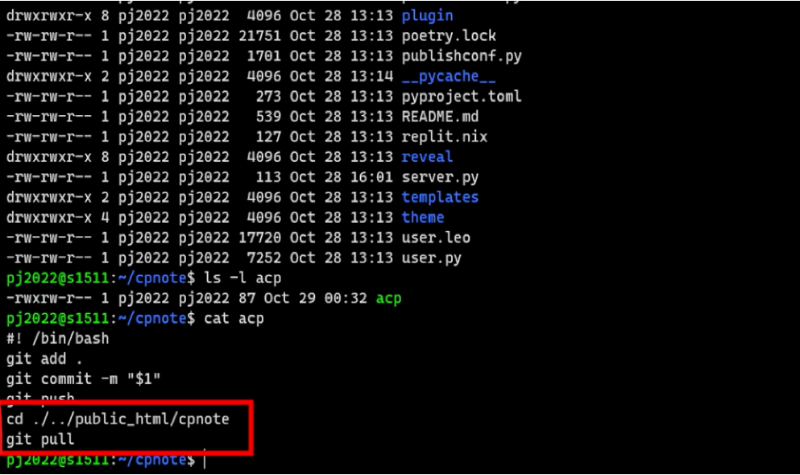 drwxrwxr-x 8 pj2022 pj2022 4096 Oct 28 13:13 plugin
-rw-rw-r-- 1 pj2022 pj2022 21751 Oct 28 13:13 poetry.lock
-rw-rw-r-- 1 pj2022 pj2022 1701 Oct 28 13:13 publishconf.py
drwxrwxr-x 2 pj2022 pj2022 4096 Oct 28 13:14 __pycache__
-rw-rw-r-- 1 pj2022 pj2022 273 Oct 28 13:13 pyproject.toml
-rw-rw-r-- 1 pj2022 pj2022 539 Oct 28 13:13 README.md
-rw-rw-r-- 1 pj2022 pj2022 127 Oct 28 13:13 replit.nix
drwxrwxr-x 8 pj2022 pj2022 4096 Oct 28 13:13 reveal
-rw-rw-r-- 1 pj2022 pj2022 113 Oct 28 16:01 server.py
drwxrwxr-x 2 pj2022 pj2022 4096 Oct 28 13:13 templates
drwxrwxr-x 4 pj2022 pj2022 4096 Oct 28 13:13 theme
-rw-rw-r-- 1 pj2022 pj2022 17720 Oct 28 13:13 user.leo
-rw-rw-r-- 1 pj2022 pj2022 7252 Oct 28 13:13 user.py
pj2022@s1511:~/cpnote$ ls -l acp
-rwxrw-r-- 1 pj2022 pj2022 87 Oct 29 00:32 acp
pj2022@s1511:~/cpnote$ cat acp
#! /bin/bash
git add .
git commit -m "$1"
git push
cd ./../public_html/cpnote
git pull
pj2022@s1511:~/cpnote$